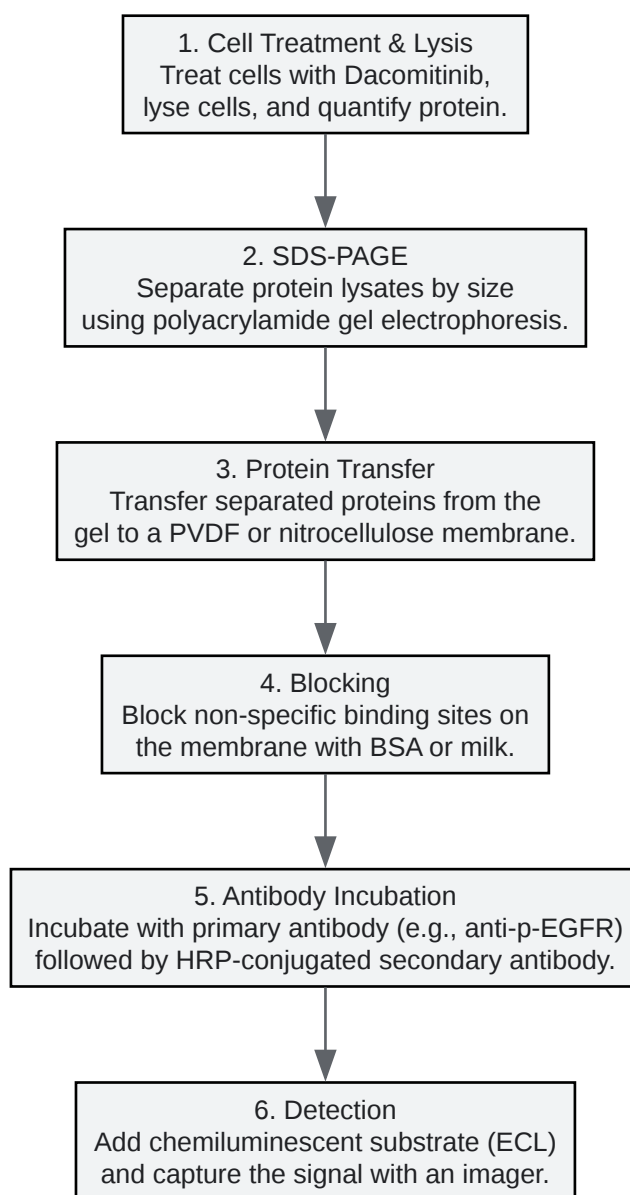 1. Cell Treatment & Lysis
Treat cells with Dacomitinib,
lyse cells, and quantify protein.
2. SDS-PAGE
Separate protein lysates by size
using polyacrylamide gel electrophoresis.
3. Protein Transfer
Transfer separated proteins from the
gel to a PVDF or nitrocellulose membrane.
4. Blocking
Block non-specific binding sites on
the membrane with BSA or milk.
5. Antibody Incubation
Incubate with primary antibody (e.g., anti-p-EGFR)
followed by HRP-conjugated secondary antibody.
6. Detection
Add chemiluminescent substrate (ECL)
and capture the signal with an imager.